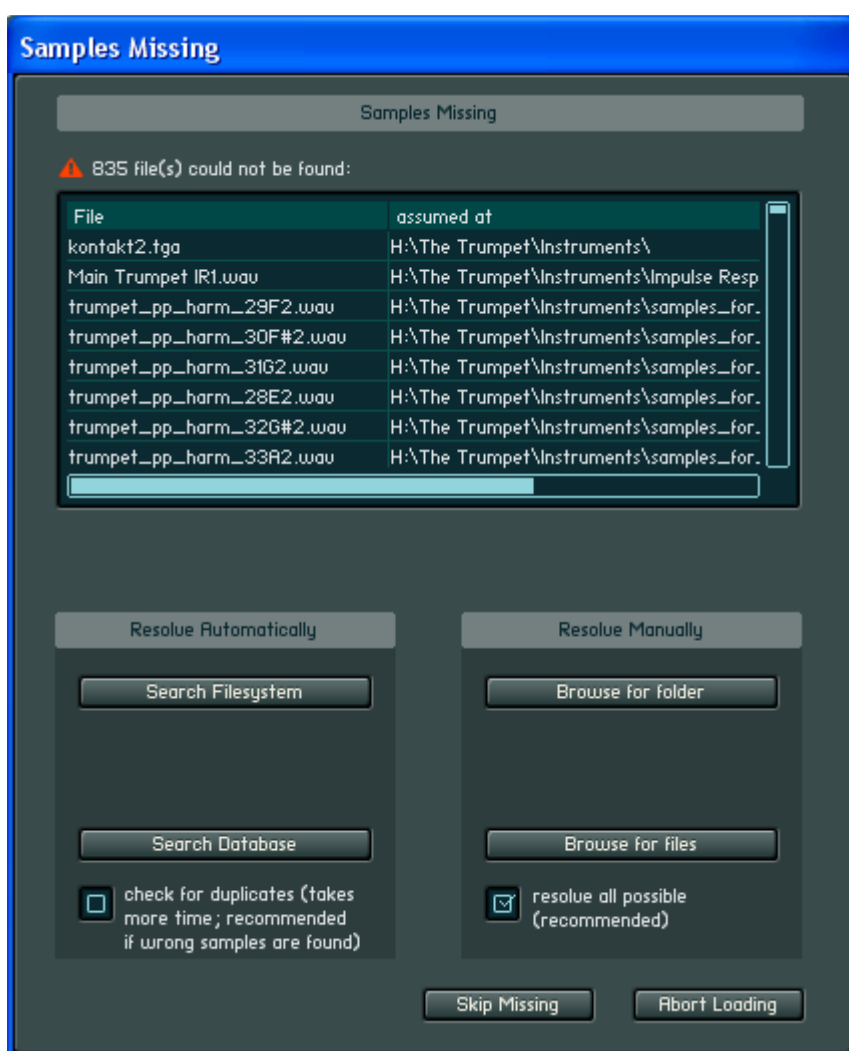 Samples Missing
Samples Missing
835 file(s) could not be found:
File assumed at
kontakt2.tga H:\The Trumpet\Instruments\
Main Trumpet IR1.wav H:\The Trumpet\Instruments\Impulse Resp
trumpet_pp_harm_29F2.wav H:\The Trumpet\Instruments\samples_for.
trumpet_pp_harm_30F#2.wav H:\The Trumpet\Instruments\samples_for.
trumpet_pp_harm_31G2.wav H:\The Trumpet\Instruments\samples_for.
trumpet_pp_harm_28E2.wav H:\The Trumpet\Instruments\samples_for.
trumpet_pp_harm_32G#2.wav H:\The Trumpet\Instruments\samples_for.
trumpet_pp_harm_33A2.wav H:\The Trumpet\Instruments\samples_for.
Resolve Automatically
Search Filesystem
Search Database
check for duplicates (takes
more time; recommended
if wrong samples are found)
Resolve Manually
Browse for folder
Browse for files
resolve all possible
(recommended)
Skip Missing
Abort Loading